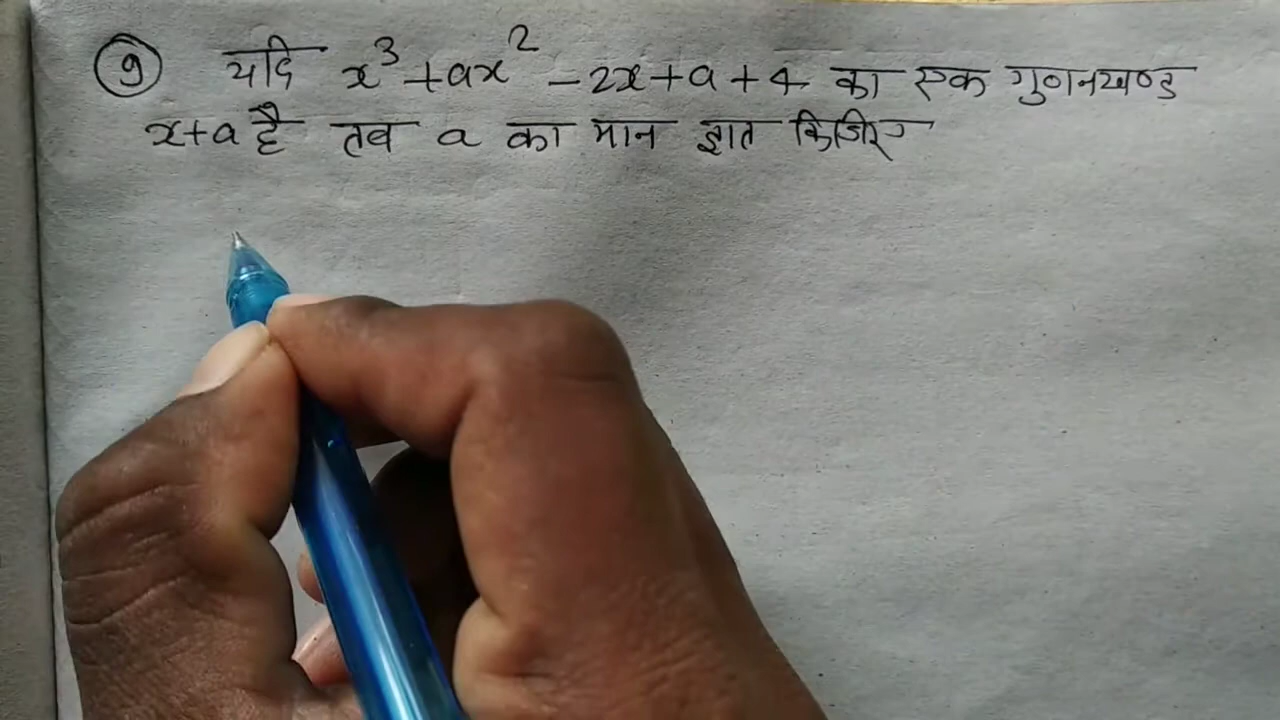 ⑨ यदि x³+ax²-2x+a+4 का एक गुणनखण्ड
x+a है तब a का मान ज्ञात किजिए